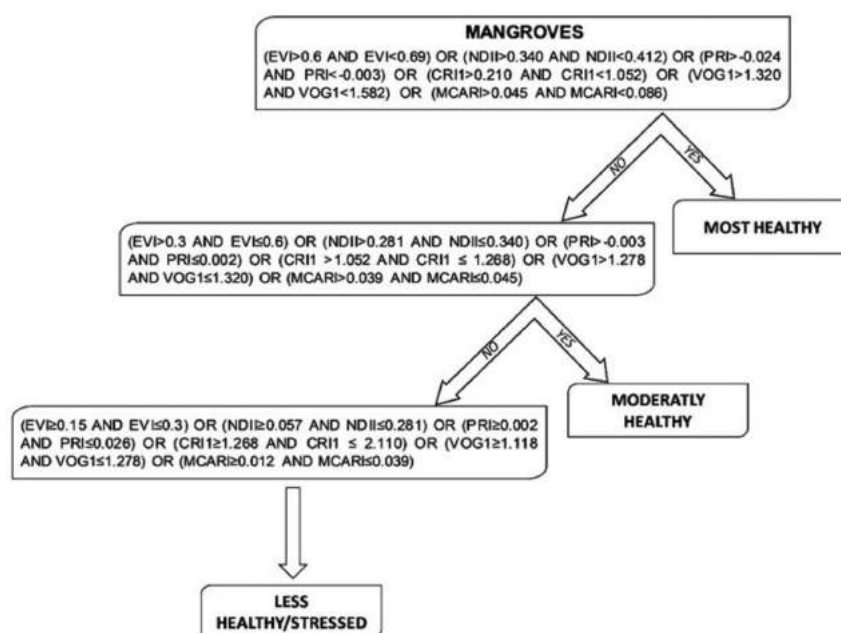 MANGROVES
(EVI>0.6 AND EVI<0.69) OR (NDII>0.340 AND NDII<0.412) OR (PRI>-0.024
AND PRI<-0.003) OR (CRI1>0.210 AND CRI1<1.052) OR (VOG1>1.320
AND VOG1<1.582) OR (MCARI>0.045 AND MCARI<0.086)
NO
YES
MOST HEALTHY
(EVI>0.3 AND EVI≤0.6) OR (NDII>0.281 AND NDII≤0.340) OR (PRI>-0.003
AND PRI≤0.002) OR (CRI1 >1.052 AND CRI1 ≤ 1.268) OR (VOG1>1.278
AND VOG1≤1.320) OR (MCARI>0.039 AND MCARI≤0.045)
NO
YES
MODERATLY
HEALTHY
(EVI≥0.15 AND EVI≤0.3) OR (NDII≥0.057 AND NDII≤0.281) OR (PRI≥0.002
AND PRI≤0.026) OR (CRI1≥1.268 AND CRI1 ≤ 2.110) OR (VOG1≥1.118
AND VOG1≤1.278) OR (MCARI≥0.012 AND MCARI≤0.039)
LESS
HEALTHY/STRESSED